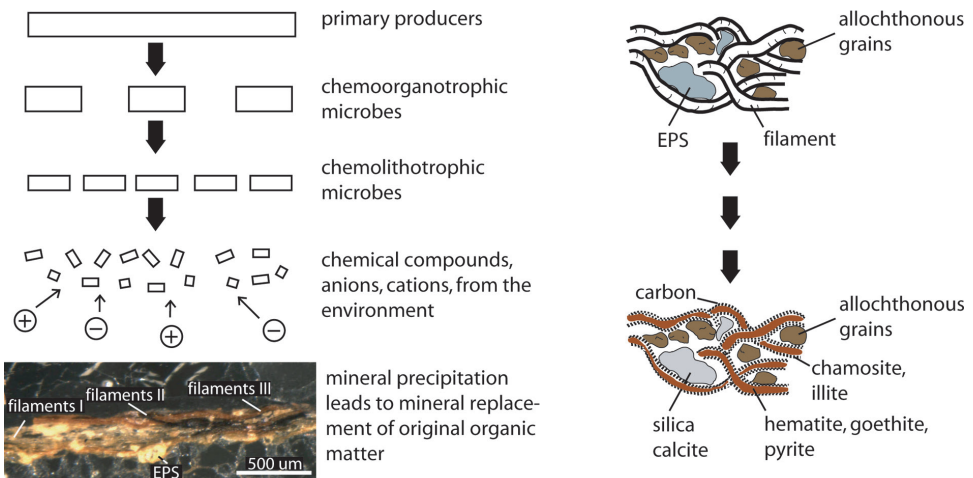 primary producers
chemoorganotrophic
microbes
chemolithotrophic
microbes
chemical compounds,
anions, cations, from the
environment
+
−
+
−
filaments I
filaments II
filaments III
EPS
500 um
mineral precipitation
leads to mineral replace-
ment of original organic
matter
allochthonous
grains
EPS
filament
carbon
allochthonous
grains
chamosite,
illite
silica
calcite
hematite, goethite,
pyrite